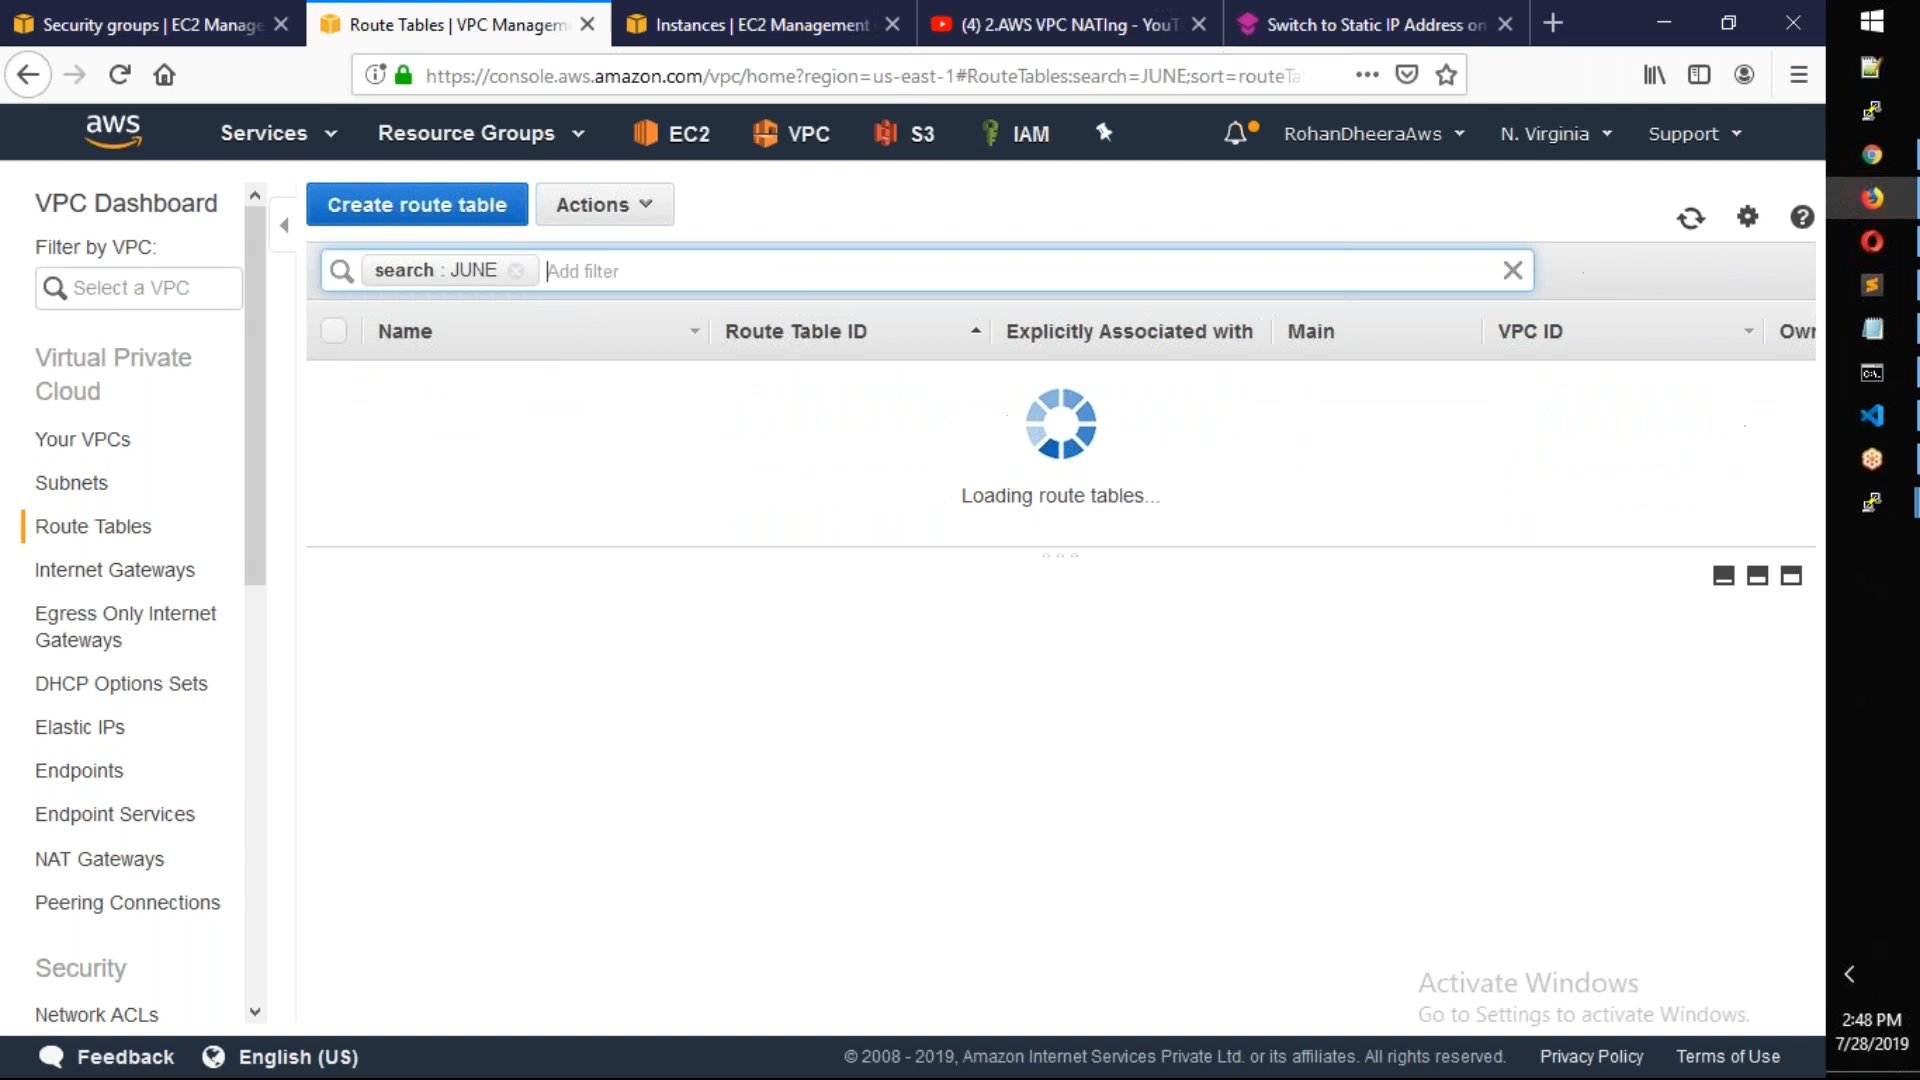 Security groups | EC2 Manage
Route Tables | VPC Managem
Instances | EC2 Management
(4) 2.AWS VPC NATIng - YouT
Switch to Static IP Address on
https://console.aws.amazon.com/vpc/home?region=us-east-1#RouteTables:search=JUNE;sort=routeTa
aws
Services
Resource Groups
EC2
VPC
S3
IAM
RohanDheeraAws
N. Virginia
Support
VPC Dashboard
Filter by VPC:
Select a VPC
Virtual Private
Cloud
Your VPCs
Subnets
Route Tables
Internet Gateways
Egress Only Internet
Gateways
DHCP Options Sets
Elastic IPs
Endpoints
Endpoint Services
NAT Gateways
Peering Connections
Security
Network ACLs
Create route table
Actions
search : JUNE
Add filter
Name
Route Table ID
Explicitly Associated with
Main
VPC ID
Own
Loading route tables...
Activate Windows
Go to Settings to activate Windows.
Feedback
English (US)
© 2008 - 2019, Amazon Internet Services Private Ltd. or its affiliates. All rights reserved.
Privacy Policy
Terms of Use
2:48 PM
7/28/2019